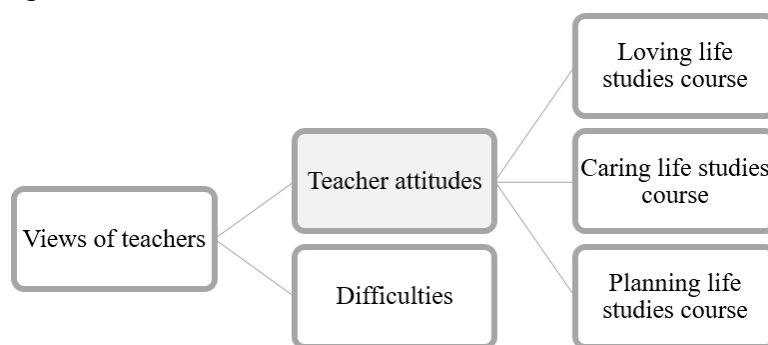 Views of teachers
Teacher attitudes
Difficulties
Loving life
studies course
Caring life studies
course
Planning life
studies course